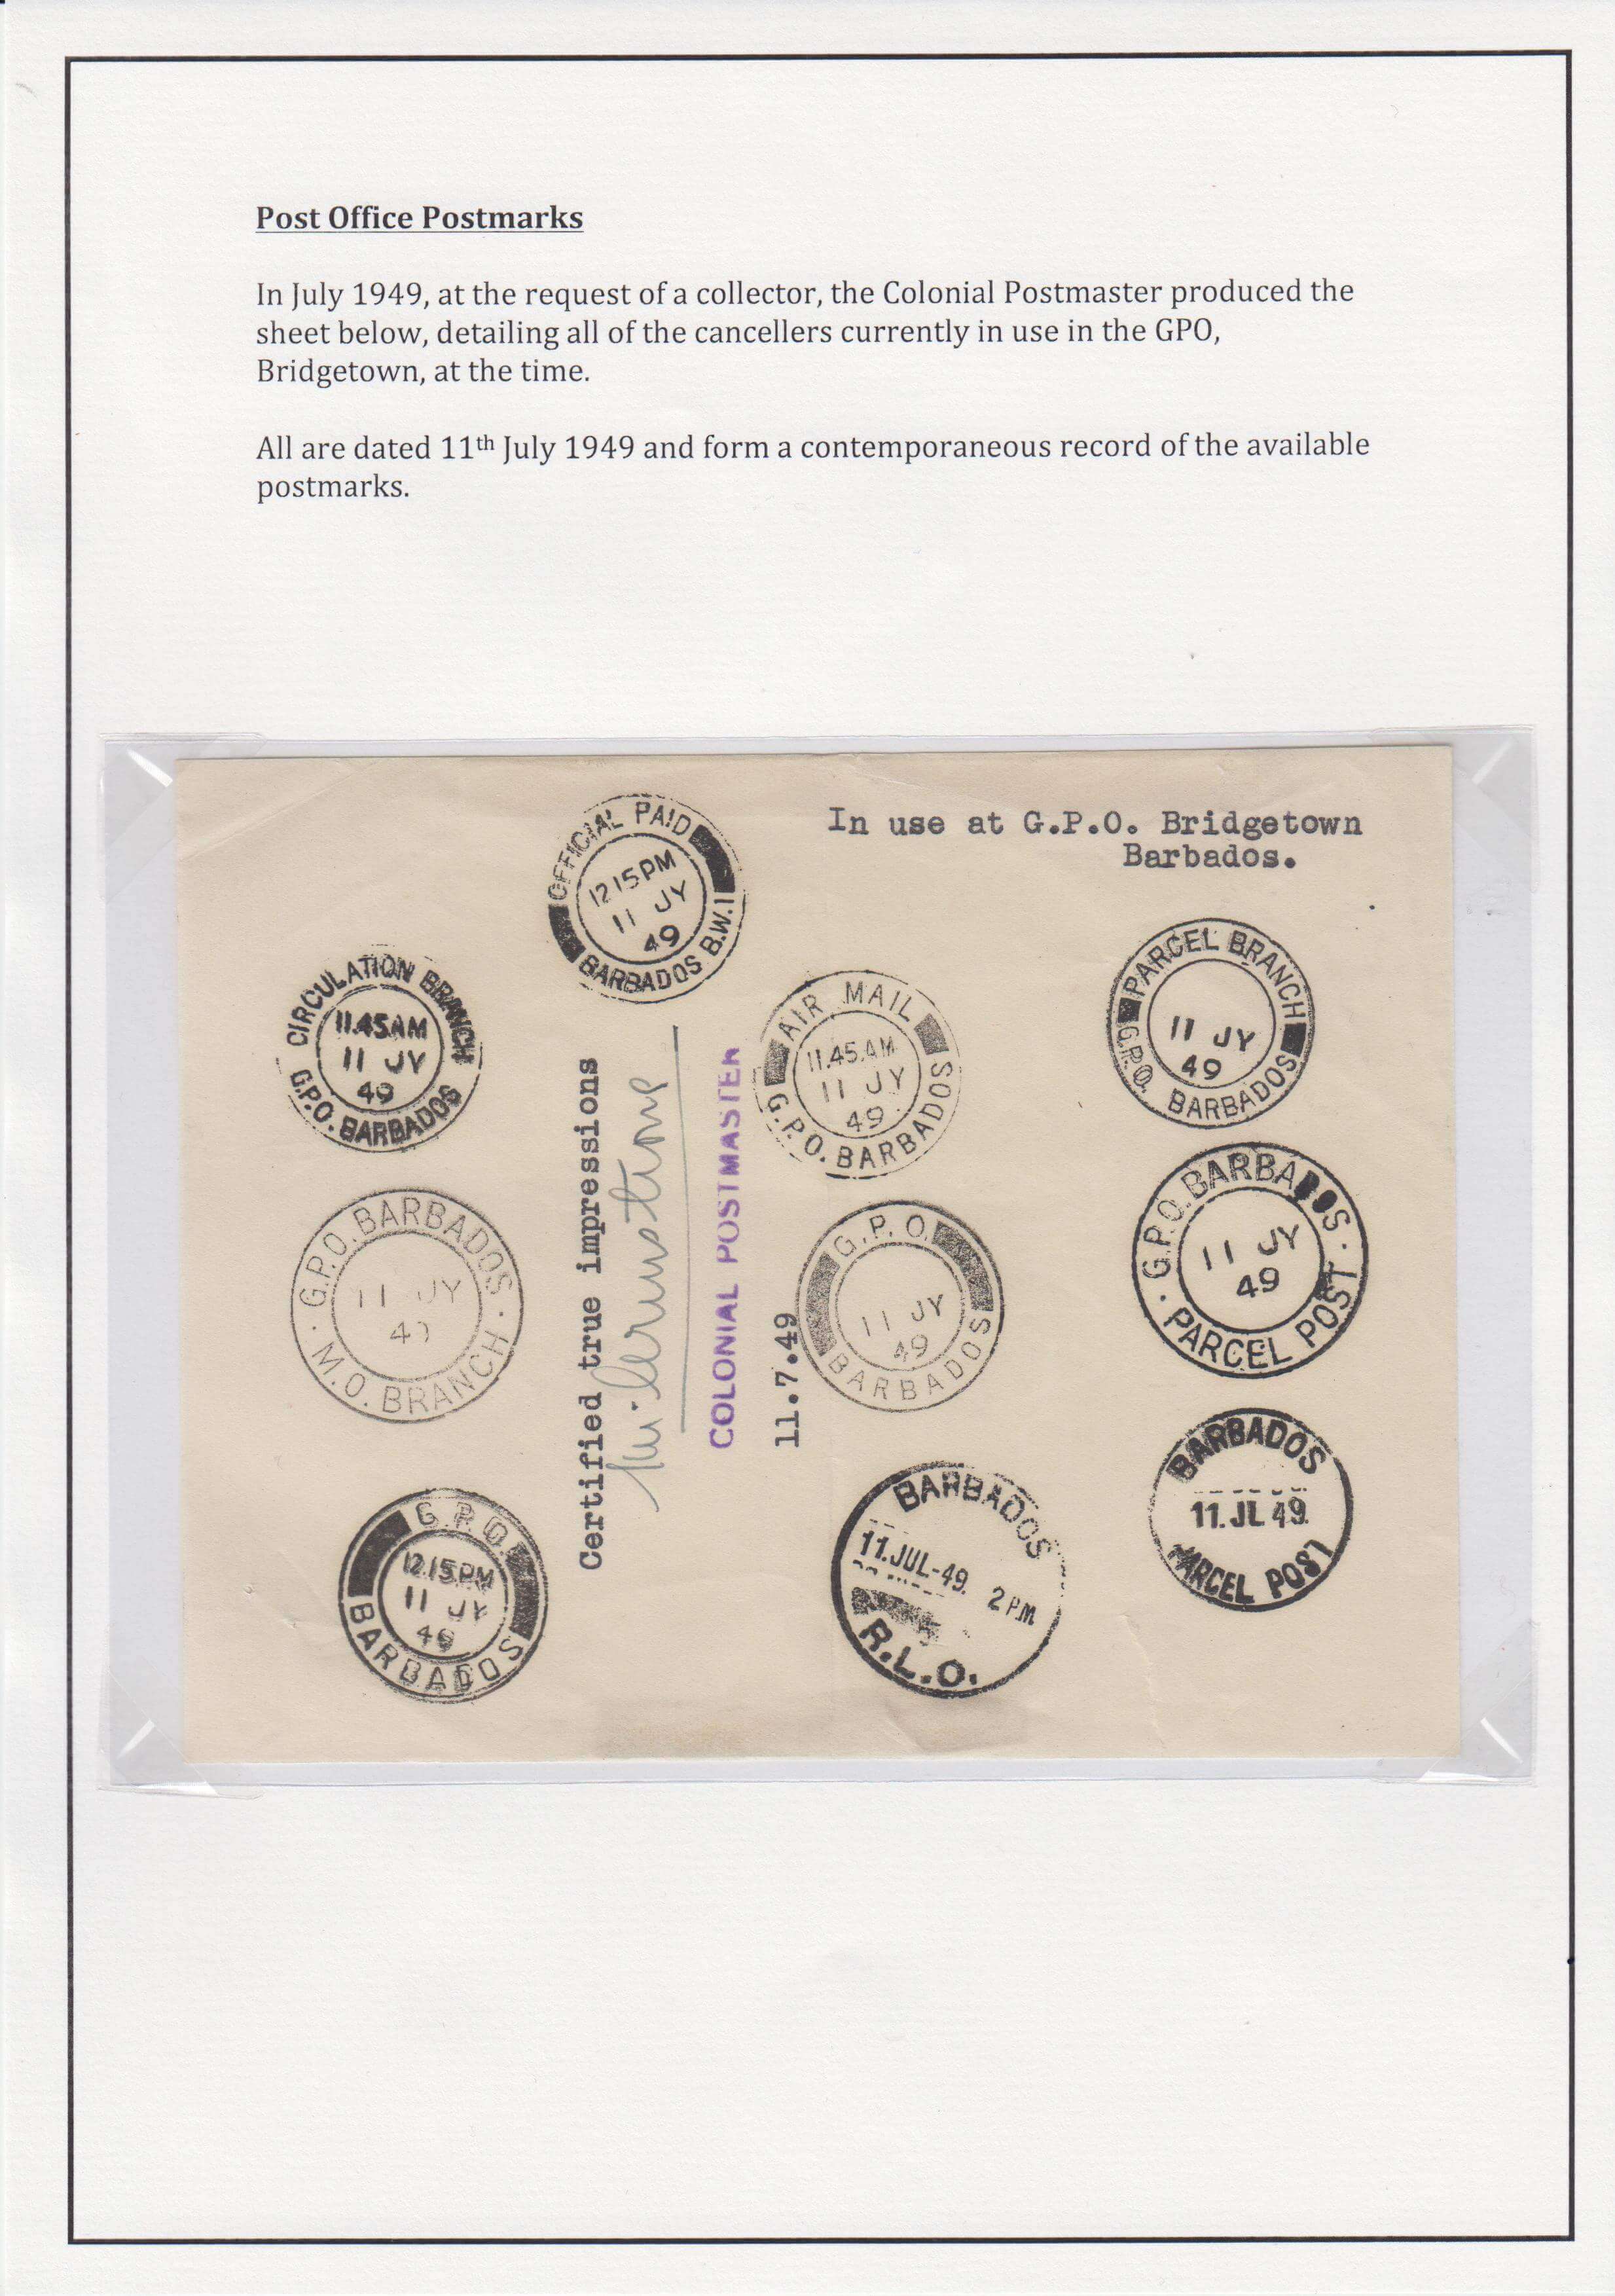 Post Office Postmarks
In July 1949, at the request of a collector, the Colonial Postmaster produced the
sheet below, detailing all of the cancellers currently in use in the GPO,
Bridgetown, at the time.
All are dated 11th July 1949 and form a contemporaneous record of the available
postmarks.
In use at G.P.O. Bridgetown
Barbados.
OFFICIAL PAID
12 15 PM
11 JY
49
BARBADOS B.W.I
CIRCULATION BRANCH
11.45AM
11 JY
49
G.P.O. BARBADOS
AIR MAIL
11.45.AM
11 JY
49
G.P.O. BARBADOS
PARCEL BRANCH
11 JY
49
G.P.O. BARBADOS
G.P.O. BARBADOS
11 JY
49
M.O. BRANCH
Certified true impressions
COLONIAL POSTMASTER
11.7.49
G.P.O.
11 JY
49
BARBADOS
G.P.O. BARBADOS
11 JY
49
PARCEL POST
G.P.O.
12.15PM
11 JY
49
BARBADOS
BARBADOS
11.JUL-49. 2 PM
R.L.O.
BARBADOS
11.JL 49.
PARCEL POST